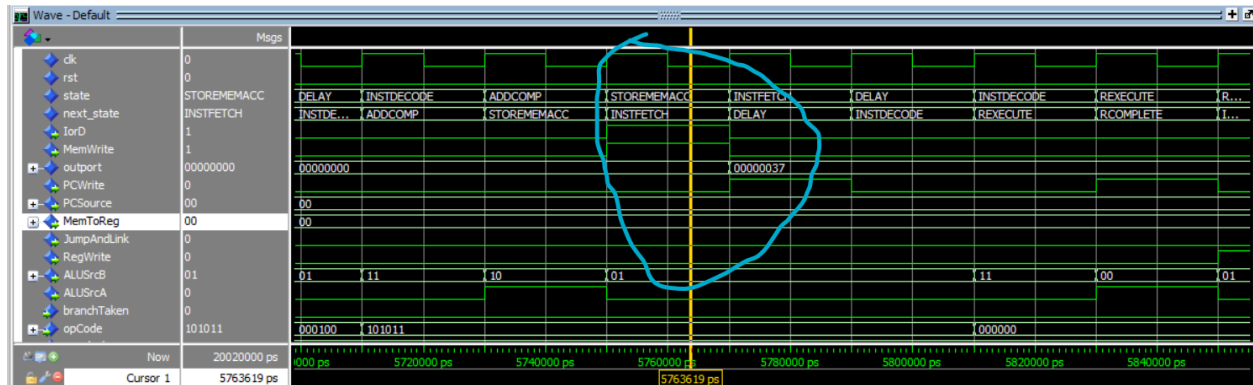 Wave - Default
Msgs
clk 0
rst 0
state STOREMEMACC DELAY INSTDECODE ADDCOMP STOREMEMACC INSTFETCH DELAY INSTDECODE REXECUTE R...
next_state INSTFETCH INSTDE... ADDCOMP STOREMEMACC INSTFETCH DELAY INSTDECODE REXECUTE RCOMPLETE I...
IorD 1
MemWrite 1
outport 00000000 00000000 00000037
PCWrite 0
PCSource 00 00
MemToReg 00 00
JumpAndLink 0
RegWrite 0
ALUSrcB 01 01 11 10 01 11 00 01
ALUSrcA 0
branchTaken 0
opCode 101011 000100 101011 000000
Now 20020000 ps 5720000 ps 5740000 ps 5760000 ps 5780000 ps 5800000 ps 5820000 ps 5840000 ps
Cursor 1 5763619 ps 5763619 ps